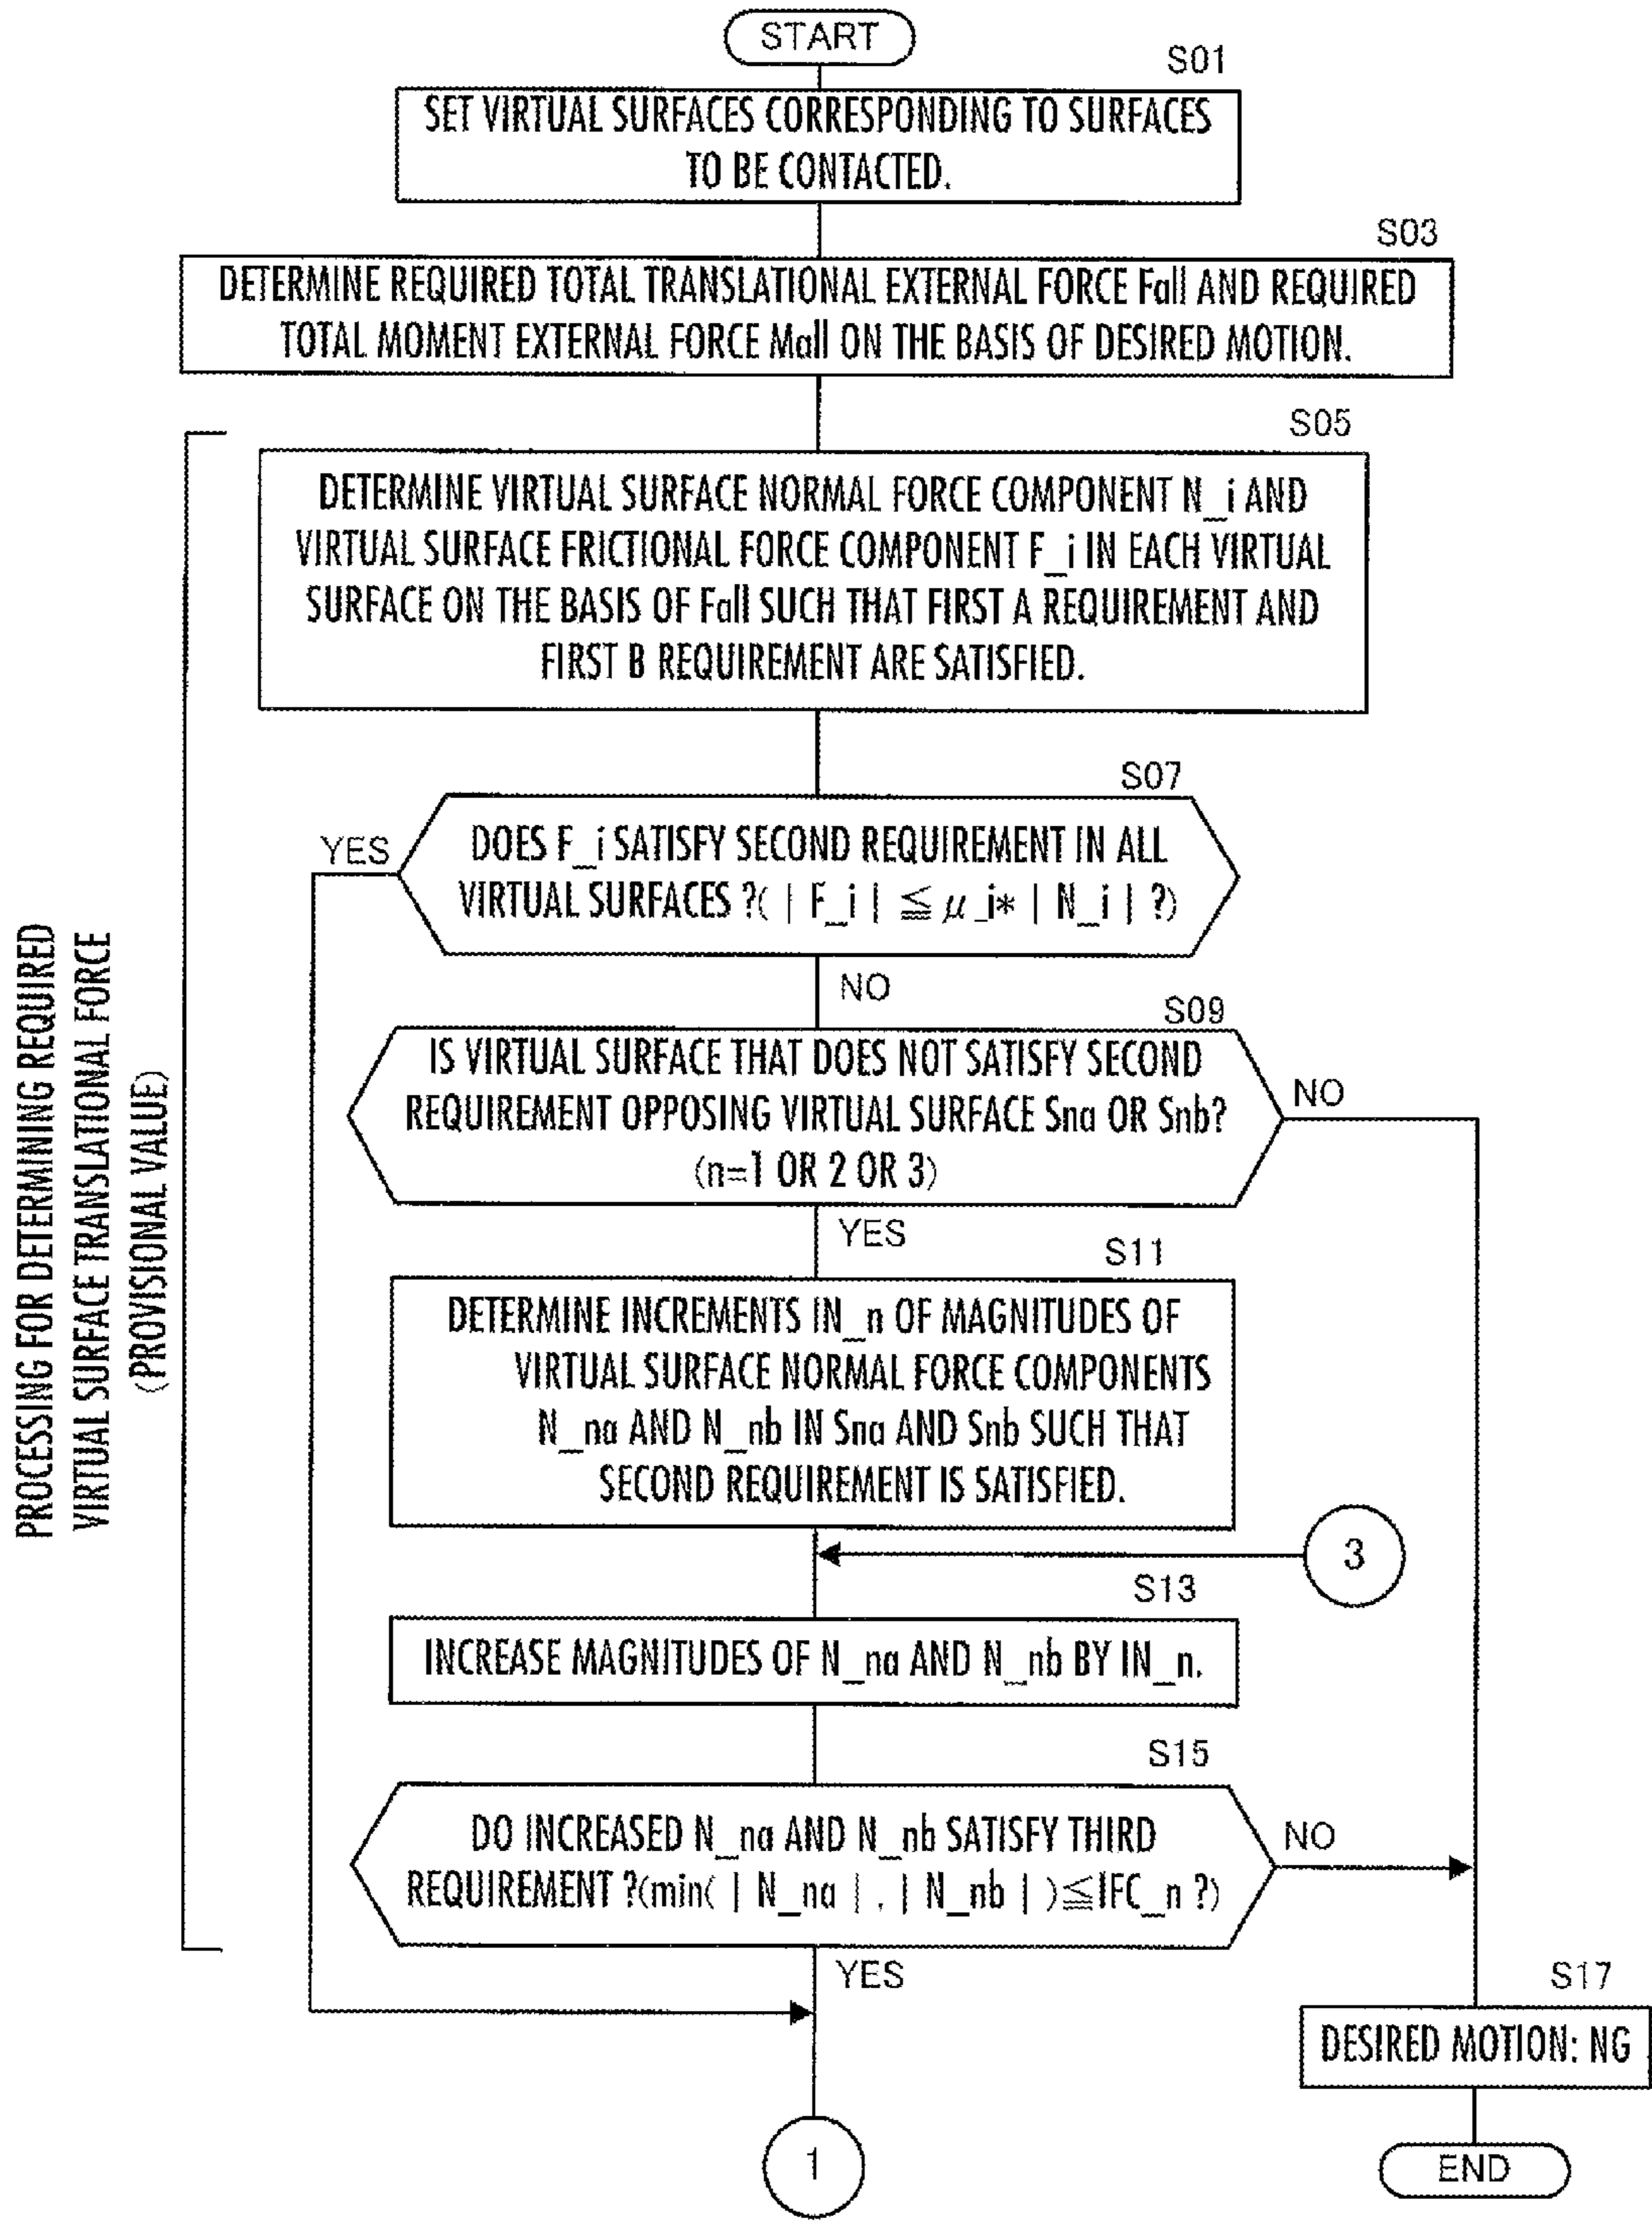 START
S01
SET VIRTUAL SURFACES CORRESPONDING TO SURFACES
TO BE CONTACTED.
S03
DETERMINE REQUIRED TOTAL TRANSLATIONAL EXTERNAL FORCE Fall AND REQUIRED
TOTAL MOMENT EXTERNAL FORCE Mall ON THE BASIS OF DESIRED MOTION.
PROCESSING FOR DETERMINING REQUIRED
VIRTUAL SURFACE TRANSLATIONAL FORCE
(PROVISIONAL VALUE)
S05
DETERMINE VIRTUAL SURFACE NORMAL FORCE COMPONENT N_i AND
VIRTUAL SURFACE FRICTIONAL FORCE COMPONENT F_i IN EACH VIRTUAL
SURFACE ON THE BASIS OF Fall SUCH THAT FIRST A REQUIREMENT AND
FIRST B REQUIREMENT ARE SATISFIED.
S07
YES
DOES F_i SATISFY SECOND REQUIREMENT IN ALL
VIRTUAL SURFACES ?( | F_i | ≦ μ_i* | N_i | ?)
NO
S09
IS VIRTUAL SURFACE THAT DOES NOT SATISFY SECOND
REQUIREMENT OPPOSING VIRTUAL SURFACE Sna OR Snb?
(n=1 OR 2 OR 3)
NO
YES
S11
DETERMINE INCREMENTS IN_n OF MAGNITUDES OF
VIRTUAL SURFACE NORMAL FORCE COMPONENTS
N_na AND N_nb IN Sna AND Snb SUCH THAT
SECOND REQUIREMENT IS SATISFIED.
3
S13
INCREASE MAGNITUDES OF N_na AND N_nb BY IN_n.
S15
DO INCREASED N_na AND N_nb SATISFY THIRD
REQUIREMENT ?(min( | N_na | , | N_nb | )≦IFC_n ?)
NO
YES
S17
DESIRED MOTION: NG
1
END